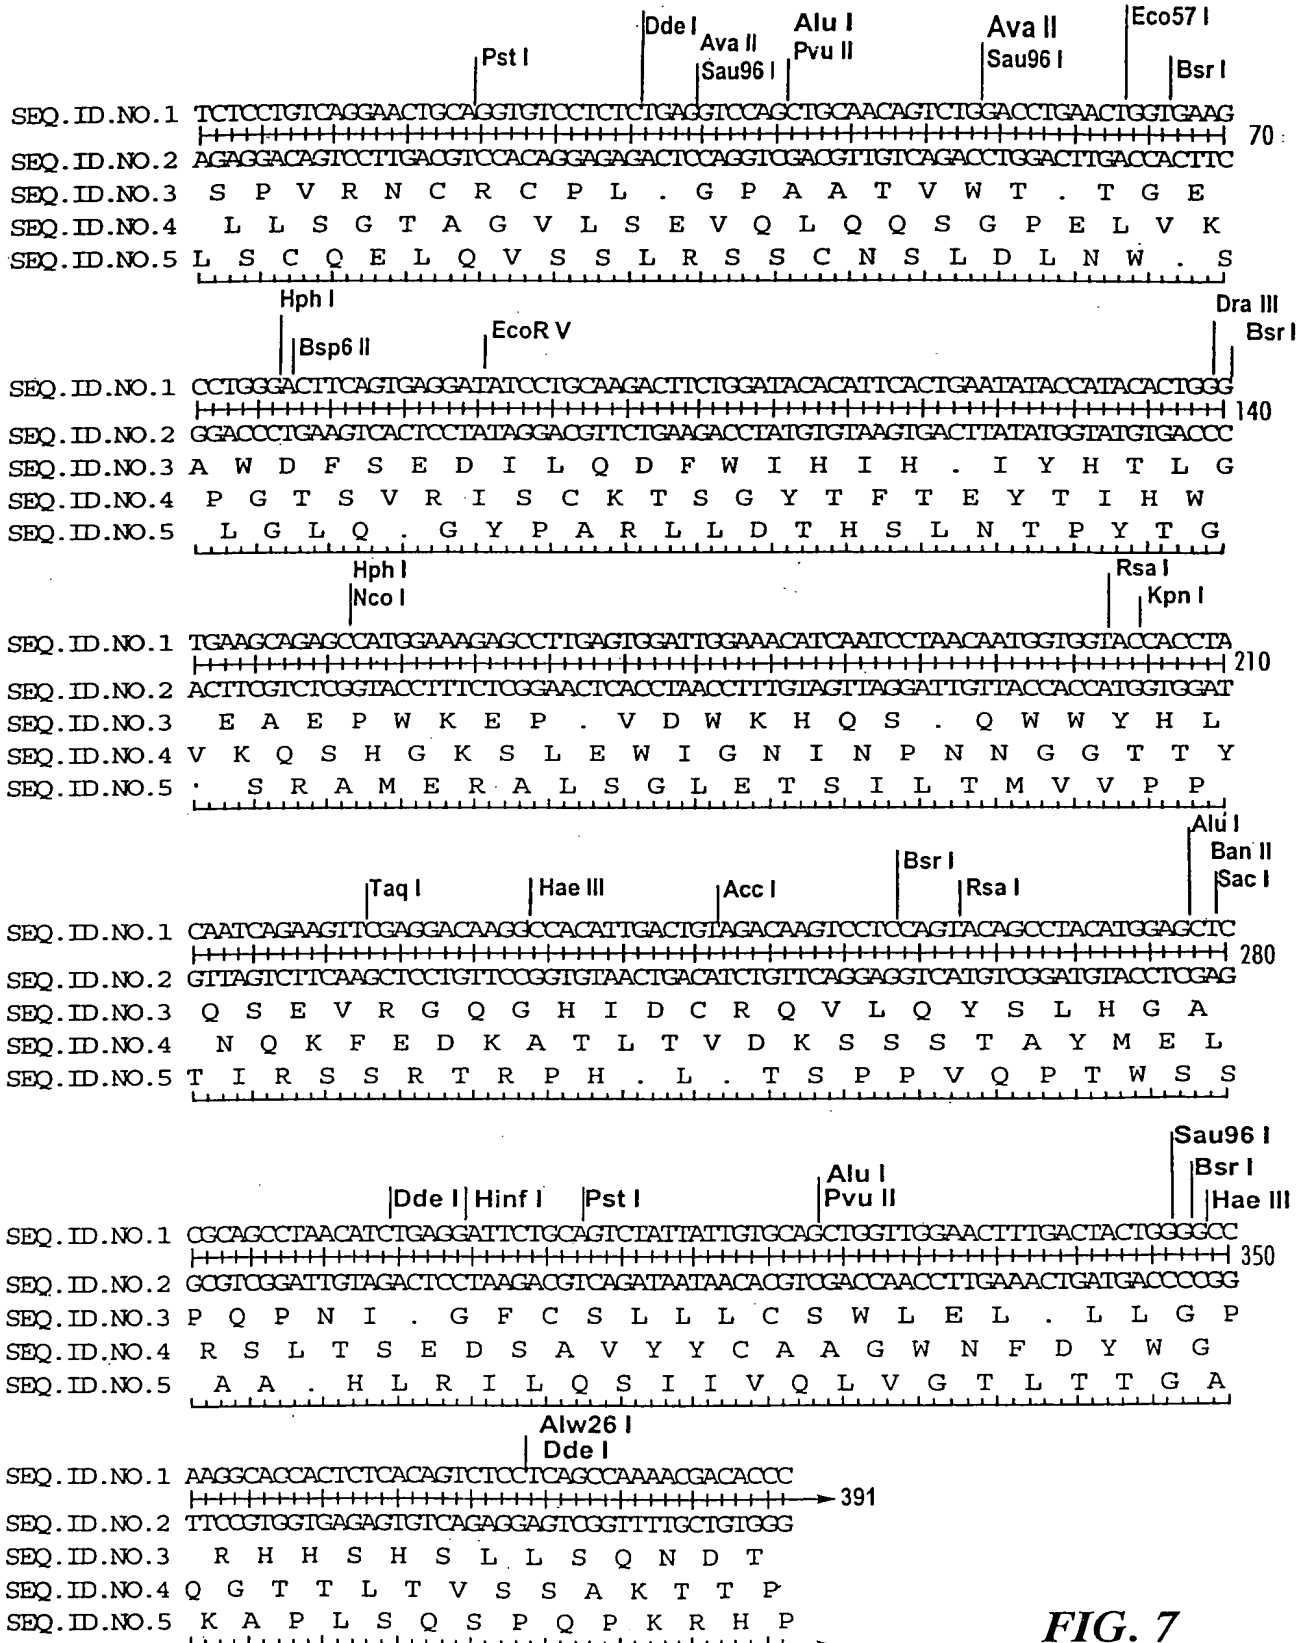 Dde I Alu I Ava II Eco57 I
Pst I Ava II Pvu II Sau96 I Bsr I
Sau96 I
SEQ.ID.NO.1 TCTCCTGTCAGGAACTGCAGGTGTCCTCTCTGAGGTCCAGCTGCAACAGTCTGGACCTGAACTGGTGAAG
70
SEQ.ID.NO.2 AGAGGACAGTCCTTGACGTCCACAGGAGAGACTCCAGGTCGACGTTGTCAGACCTGGACTTGACCACTTC
SEQ.ID.NO.3 S P V R N C R C P L . G P A A T V W T . T G E
SEQ.ID.NO.4 L L S G T A G V L S E V Q L Q Q S G P E L V K
SEQ.ID.NO.5 L S C Q E L Q V S S L R S S C N S L D L N W . S
Hph I Dra III
Bsp6 II EcoR V Bsr I
SEQ.ID.NO.1 CCTGGGACTTCAGTGAGGATATCCTGCAAGACTTCTGGATACACATTCACTGAATATACCATACACTGGG
140
SEQ.ID.NO.2 GGACCCTGAAGTCACTCCTATAGGACGTTCTGAAGACCTATGTGTAAGTGACTTATATGGTATGTGACCC
SEQ.ID.NO.3 A W D F S E D I L Q D F W I H I H . I Y H T L G
SEQ.ID.NO.4 P G T S V R I S C K T S G Y T F T E Y T I H W
SEQ.ID.NO.5 L G L Q . G Y P A R L L D T H S L N T P Y T G
Hph I Rsa I
Nco I Kpn I
SEQ.ID.NO.1 TGAAGCAGAGCCATGGAAAGAGCCTTGAGTGGATTGGAAACATCAATCCTAACAATGGTGGTACCACCTA
210
SEQ.ID.NO.2 ACTTCGTCTCGGTACCTTTCTCGGAACTCACCTAACCTTTGTAGTTAGGATTGTTACCACCATGGTGGAT
SEQ.ID.NO.3 E A E P W K E P . V D W K H Q S . Q W W Y H L
SEQ.ID.NO.4 V K Q S H G K S L E W I G N I N P N N G G T T Y
SEQ.ID.NO.5 . S R A M E R A L S G L E T S I L T M V V P P
Alu I
Bsr I Ban II
Taq I Hae III Acc I Rsa I Sac I
SEQ.ID.NO.1 CAATCAGAAGTTCGAGGACAAGGCCACATTGACTGTAGACAAGTCCTCCAGTACAGCCTACATGGAGCTC
280
SEQ.ID.NO.2 GTTAGTCTTCAAGCTCCTGTTCCGGTGTAACTGACATCTGTTCAGGAGGTCATGTCGGATGTACCTCGAG
SEQ.ID.NO.3 Q S E V R G Q G H I D C R Q V L Q Y S L H G A
SEQ.ID.NO.4 N Q K F E D K A T L T V D K S S S T A Y M E L
SEQ.ID.NO.5 T I R S S R T R P H . L . T S P P V Q P T W S S
Sau96 I
Alu I Bsr I
Dde I Hinf I Pst I Pvu II Hae III
SEQ.ID.NO.1 CGCAGCCTAACATCTGAGGATTCTGCAGTCTATTATTGTGCAGCTGGTTGGAACTTTGACTACTGGGGCC
350
SEQ.ID.NO.2 GCGTCGGATTGTAGACTCCTAAGACGTCAGATAATAACACGTCGACCAACCTTGAAACTGATGACCCCGG
SEQ.ID.NO.3 P Q P N I . G F C S L L L C S W L E L . L L G P
SEQ.ID.NO.4 R S L T S E D S A V Y Y C A A G W N F D Y W G
SEQ.ID.NO.5 A A . H L R I L Q S I I V Q L V G T L T T G A
Alw26 I
Dde I
SEQ.ID.NO.1 AAGGCACCACTCTCACAGTCTCCTCAGCCAAAACGACACCC
391
SEQ.ID.NO.2 TTCCGTGGTGAGAGTGTCAGAGGAGTCGGTTTTGCTGTGGG
SEQ.ID.NO.3 R H H S H S L L S Q N D T
SEQ.ID.NO.4 Q G T T L T V S S A K T T P
SEQ.ID.NO.5 K A P L S Q S P Q P K R H P
FIG. 7